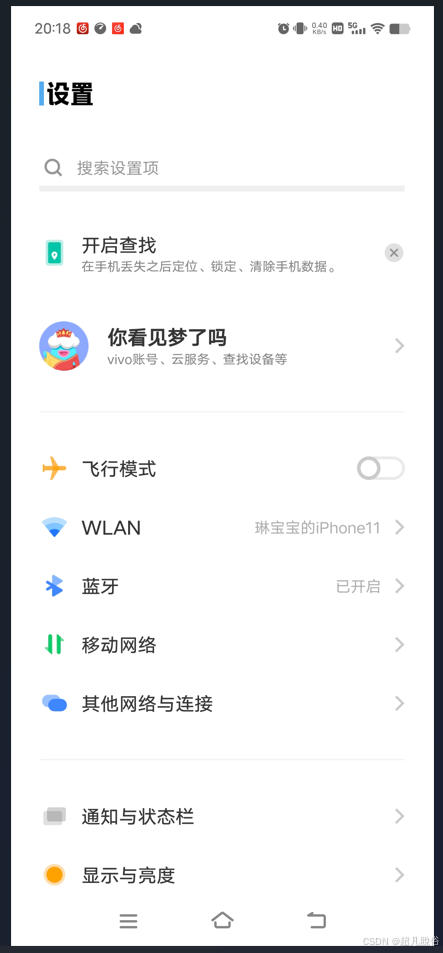 20:18
0.40
KB/s
HD
5G
设置
搜索设置项
开启查找
在手机丢失之后定位、锁定、清除手机数据。
你看见梦了吗
vivo账号、云服务、查找设备等
飞行模式
WLAN
琳宝宝的iPhone11
蓝牙
已开启
移动网络
其他网络与连接
通知与状态栏
显示与亮度
CSDN @超凡脫俗